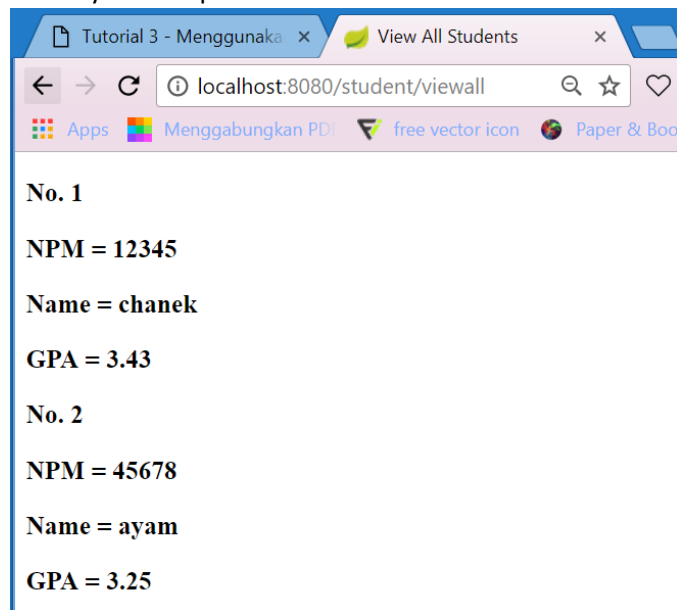 Tutorial 3 - Menggunaka
View All Students
localhost:8080/student/viewall
Apps
Menggabungkan PD
free vector icon
Paper & Boo
No. 1
NPM = 12345
Name = chanek
GPA = 3.43
No. 2
NPM = 45678
Name = ayam
GPA = 3.25